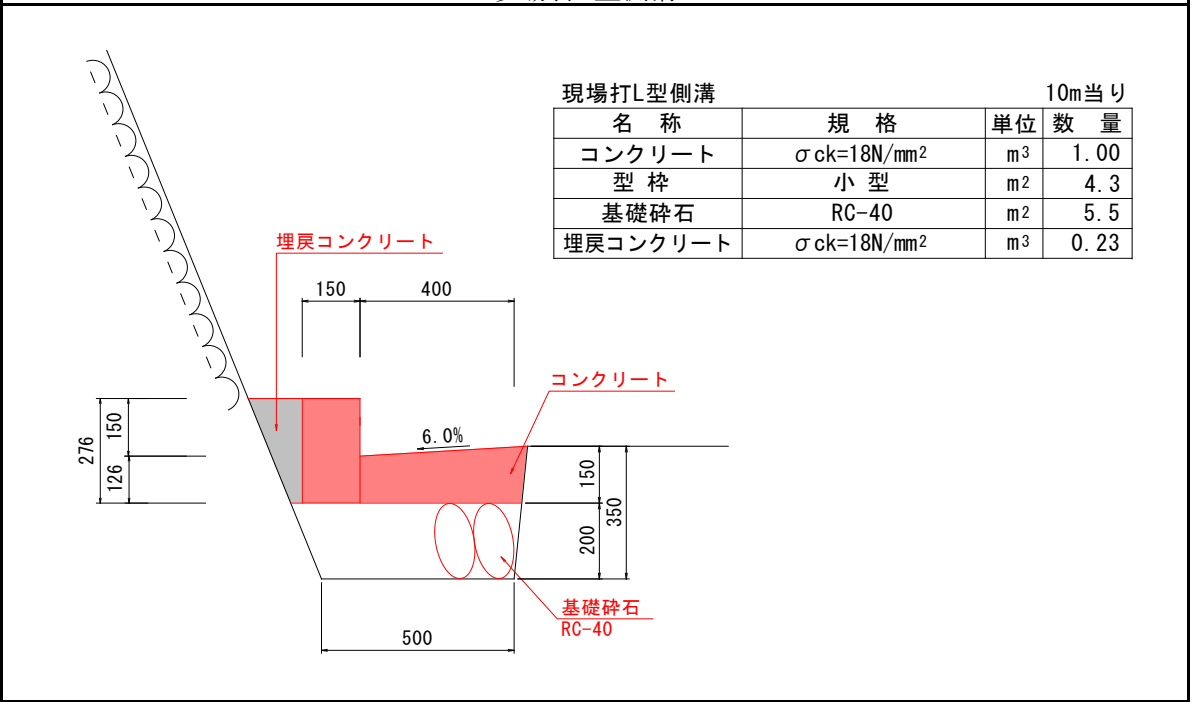 現場打L型側溝 10m当り
名 称 規 格 単位 数 量
コンクリート σck=18N/mm2 m3 1.00
型 枠 小 型 m2 4.3
基礎砕石 RC-40 m2 5.5
埋戻コンクリート σck=18N/mm2 m3 0.23
埋戻コンクリート
150 400
コンクリート
6.0%
276
150
126
150
200
350
基礎砕石
RC-40
500